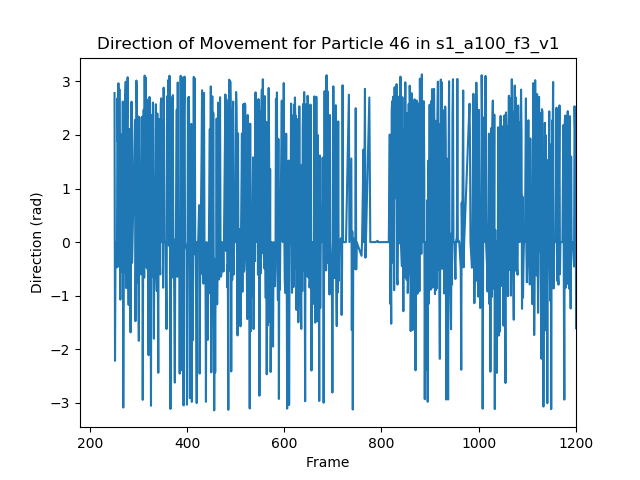 Direction of Movement for Particle 46 in s1_a100_f3_v1
3
2
1
0
−1
−2
−3
Direction (rad)
200 400 600 800 1000 1200
Frame